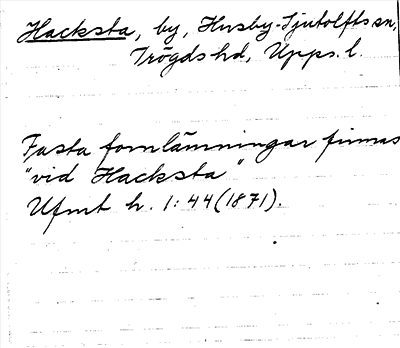 Hacksta, by, Husby-Sjutolfts sn,
Trögds hd, Upps. l.
Fasta fornlämningar finnas
"vid Hacksta"
Ufmt h. 1:44 (1871).